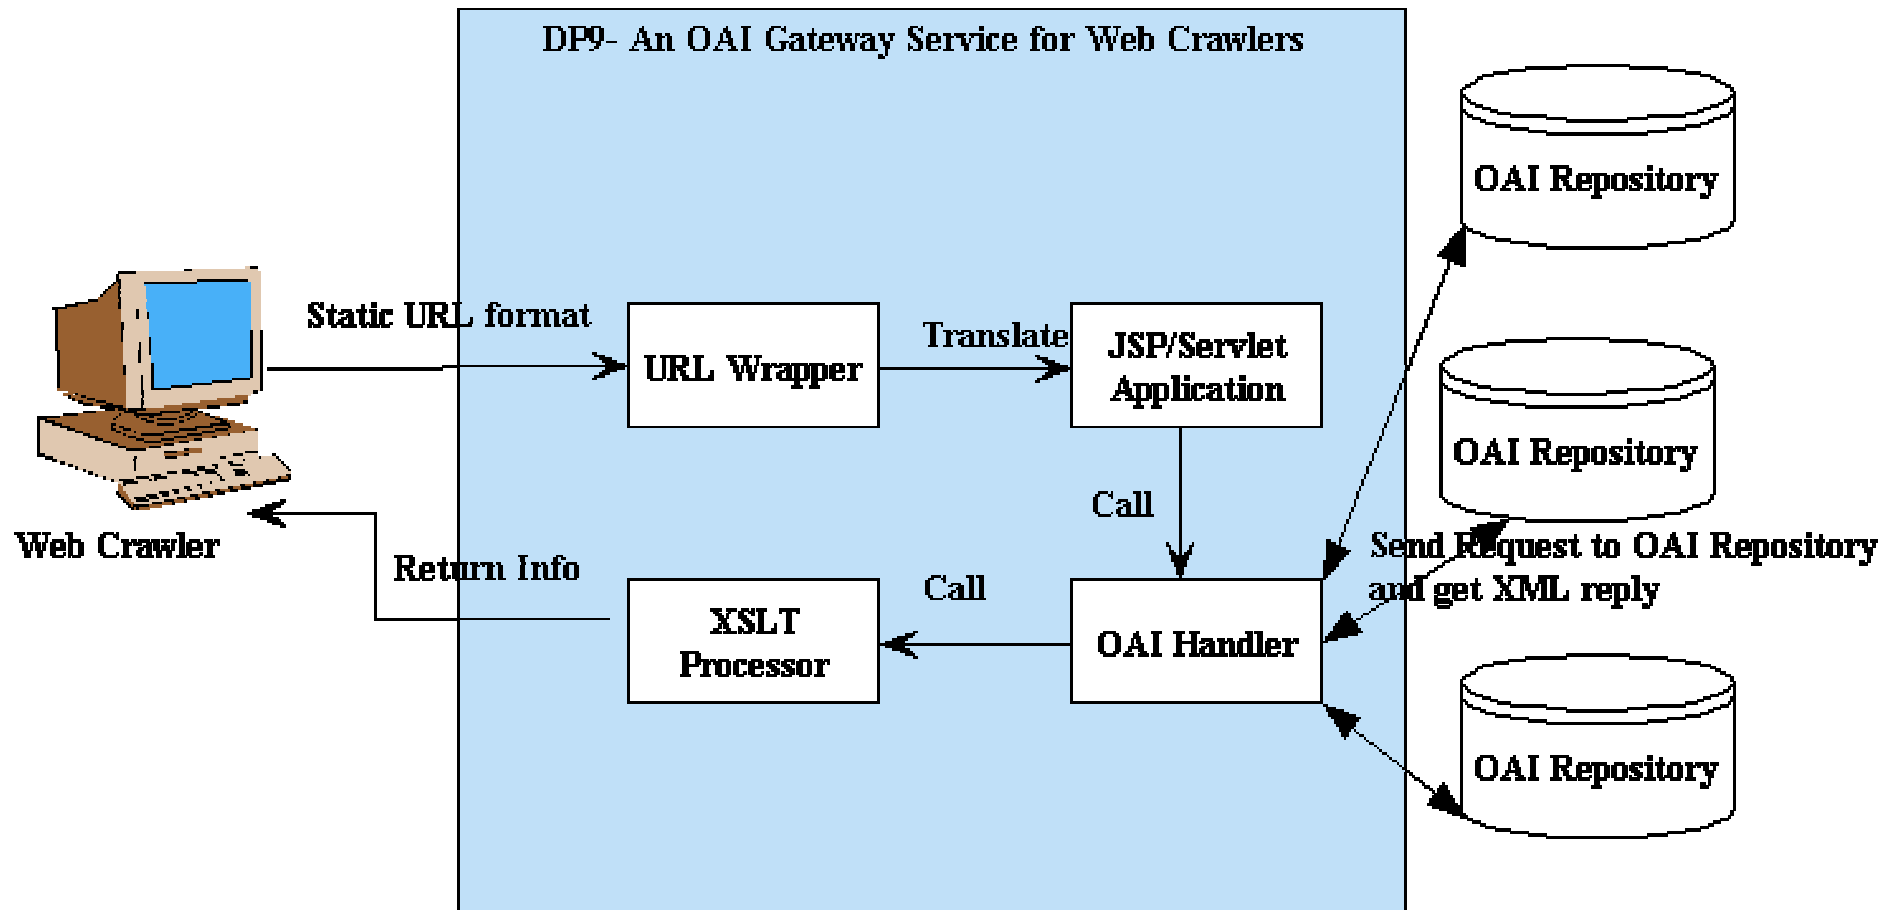 DP9- An OAI Gateway Service for Web Crawlers
OAI Repository
Static URL format
URL Wrapper
Translate
JSP/Servlet
Application
OAI Repository
Call
Send Request to OAI Repository
and get XML reply
Web Crawler
Return Info
XSLT
Processor
Call
OAI Handler
OAI Repository